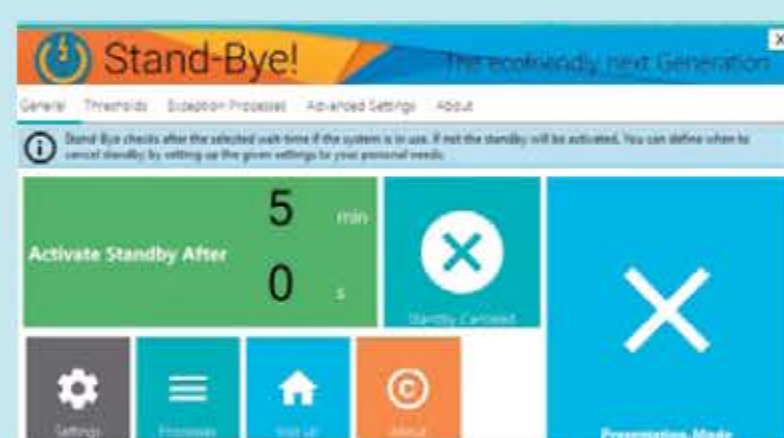 Stand-Bye!
The ecofriendly next Generation
X
General Thresholds Exception Processes Advanced Settings About
Stand-Bye checks after the selected wait time if the system is in use. If not the standby will be activated. You can define when to
cancel standby by setting up the given settings to your personal needs.
Activate Standby After
5 min
0 s
Standby Canceled
Presentation Mode
Settings
Processes
Visit Us
About